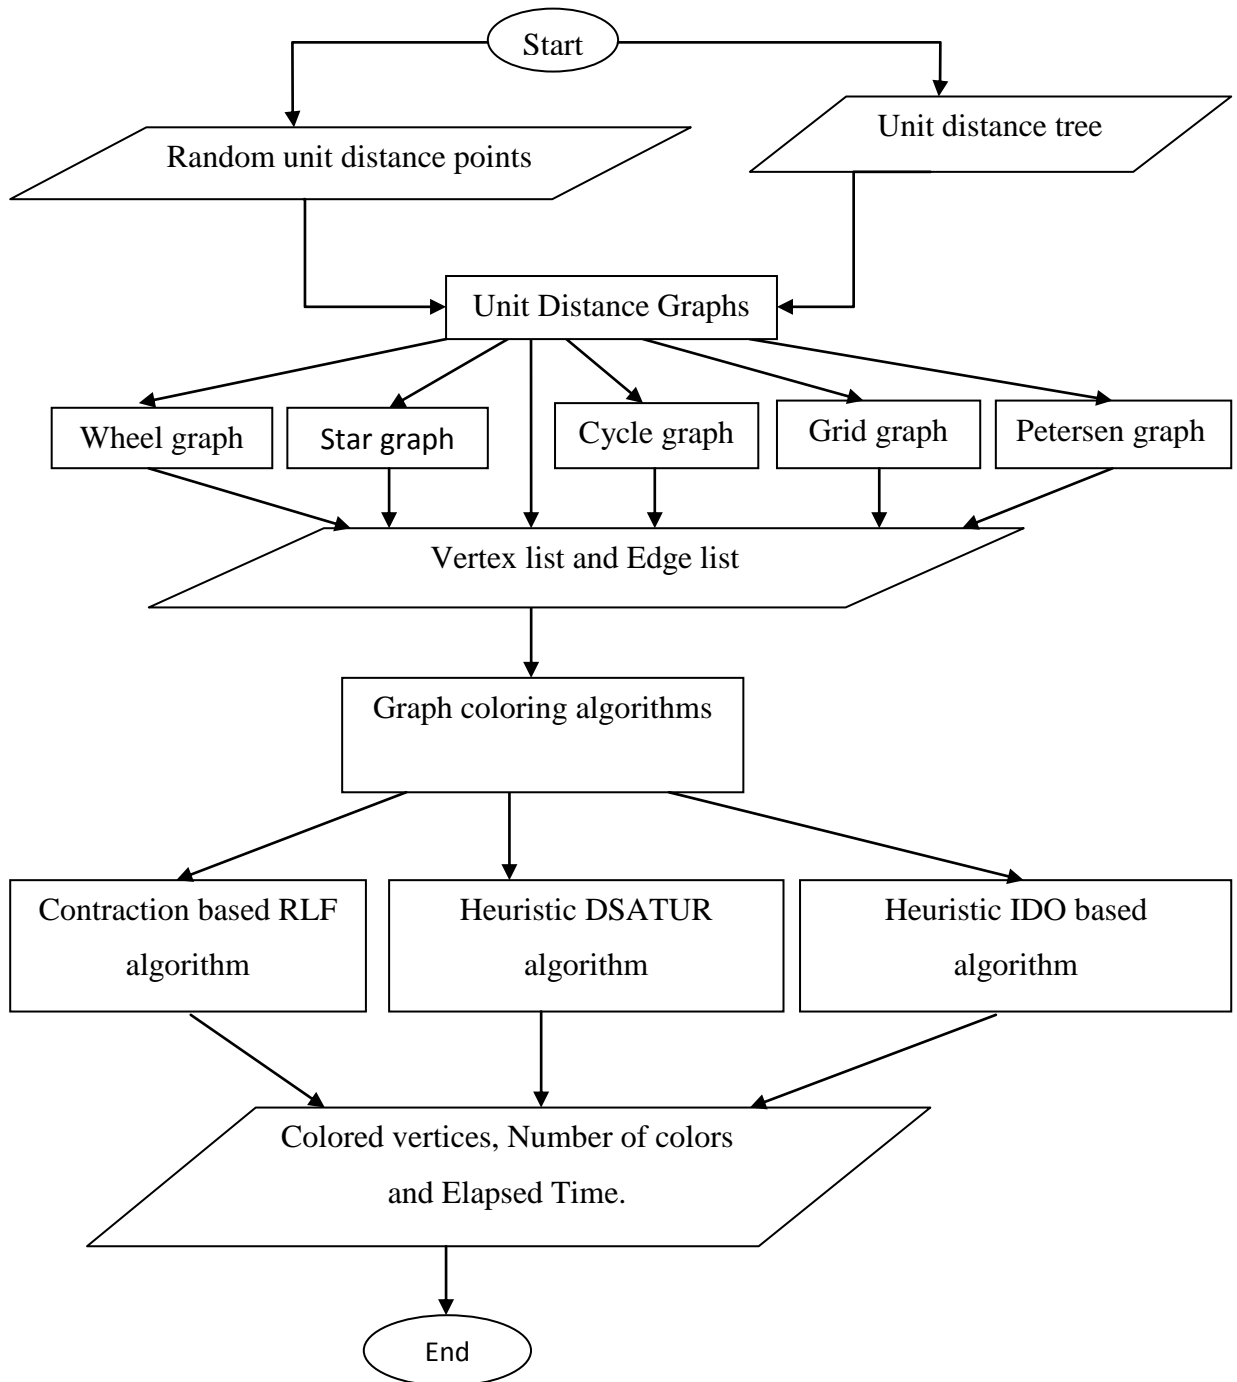 Start
Random unit distance points
Unit distance tree
Unit Distance Graphs
Wheel graph
Star graph
Cycle graph
Grid graph
Petersen graph
Vertex list and Edge list
Graph coloring algorithms
Contraction based RLF
algorithm
Heuristic DSATUR
algorithm
Heuristic IDO based
algorithm
Colored vertices, Number of colors
and Elapsed Time.
End